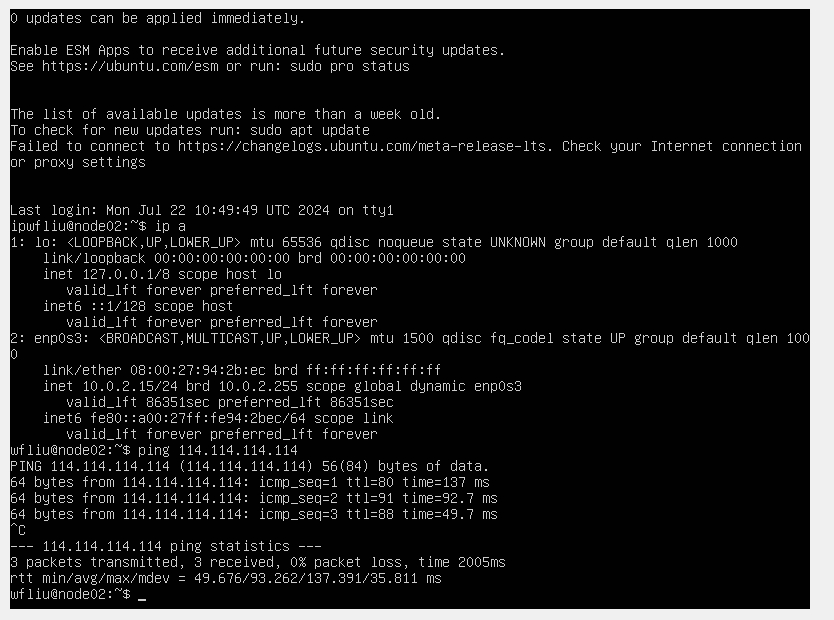 0 updates can be applied immediately.
Enable ESM Apps to receive additional future security updates.
See https://ubuntu.com/esm or run: sudo pro status
The list of available updates is more than a week old.
To check for new updates run: sudo apt update
Failed to connect to https://changelogs.ubuntu.com/meta-release-lts. Check your Internet connection
or proxy settings
Last login: Mon Jul 22 10:49:49 UTC 2024 on tty1
ipwfliu@node02:~$ ip a
1: lo: <LOOPBACK,UP,LOWER_UP> mtu 65536 qdisc noqueue state UNKNOWN group default qlen 1000
    link/loopback 00:00:00:00:00:00 brd 00:00:00:00:00:00
    inet 127.0.0.1/8 scope host lo
       valid_lft forever preferred_lft forever
    inet6 ::1/128 scope host
       valid_lft forever preferred_lft forever
2: enp0s3: <BROADCAST,MULTICAST,UP,LOWER_UP> mtu 1500 qdisc fq_codel state UP group default qlen 100
0
    link/ether 08:00:27:94:2b:ec brd ff:ff:ff:ff:ff:ff
    inet 10.0.2.15/24 brd 10.0.2.255 scope global dynamic enp0s3
       valid_lft 86351sec preferred_lft 86351sec
    inet6 fe80::a00:27ff:fe94:2bec/64 scope link
       valid_lft forever preferred_lft forever
wfliu@node02:~$ ping 114.114.114.114
PING 114.114.114.114 (114.114.114.114) 56(84) bytes of data.
64 bytes from 114.114.114.114: icmp_seq=1 ttl=80 time=137 ms
64 bytes from 114.114.114.114: icmp_seq=2 ttl=91 time=92.7 ms
64 bytes from 114.114.114.114: icmp_seq=3 ttl=88 time=49.7 ms
^C
--- 114.114.114.114 ping statistics ---
3 packets transmitted, 3 received, 0% packet loss, time 2005ms
rtt min/avg/max/mdev = 49.676/93.262/137.391/35.811 ms
wfliu@node02:~$ _